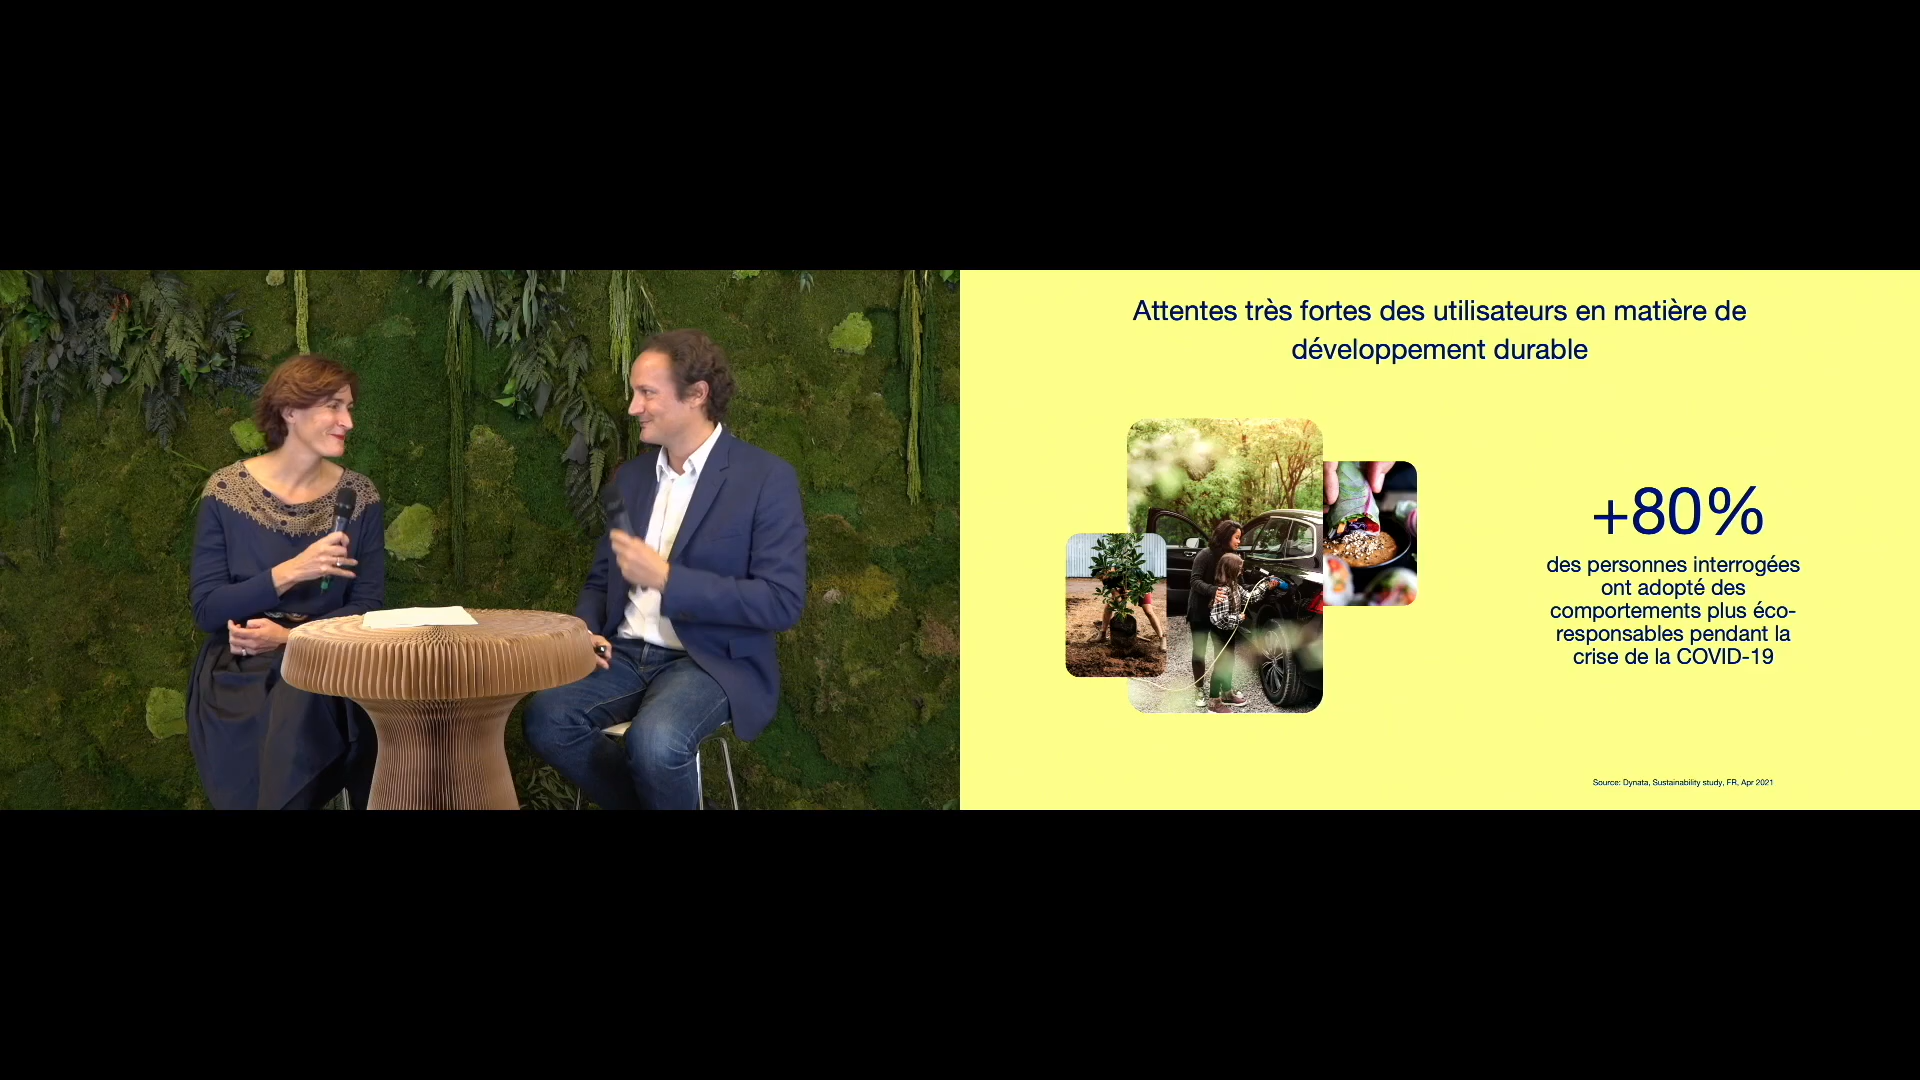 Attentes très fortes des utilisateurs en matière de
développement durable
+80%
des personnes interrogées
ont adopté des
comportements plus éco-
responsables pendant la
crise de la COVID-19
Source: Dynata, Sustainability study, FR, Apr 2021